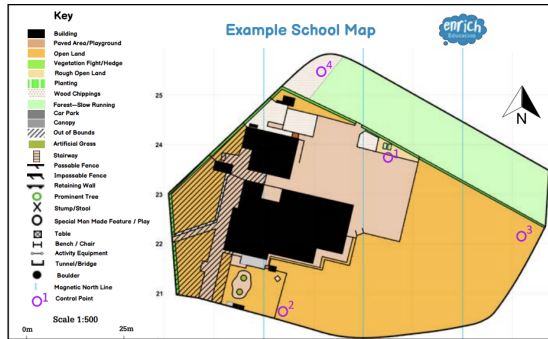 Key
Example School Map
enrich
Education
Building
Paved Area/Playground
Open Land
Vegetation Fight/Hedge
Rough Open Land
Planting
Wood Chippings
Forest—Slow Running
Car Park
Canopy
Out of Bounds
Artificial Grass
Stairway
Passable Fence
Impassable Fence
Retaining Wall
Prominent Tree
Stump/Stool
Special Man Made Feature / Play
Table
Bench / Chair
Activity Equipment
Tunnel/Bridge
Boulder
Magnetic North Line
1 Control Point
Scale 1:500
0m 25m
25
24
23
22
21
4
1
3
2
N